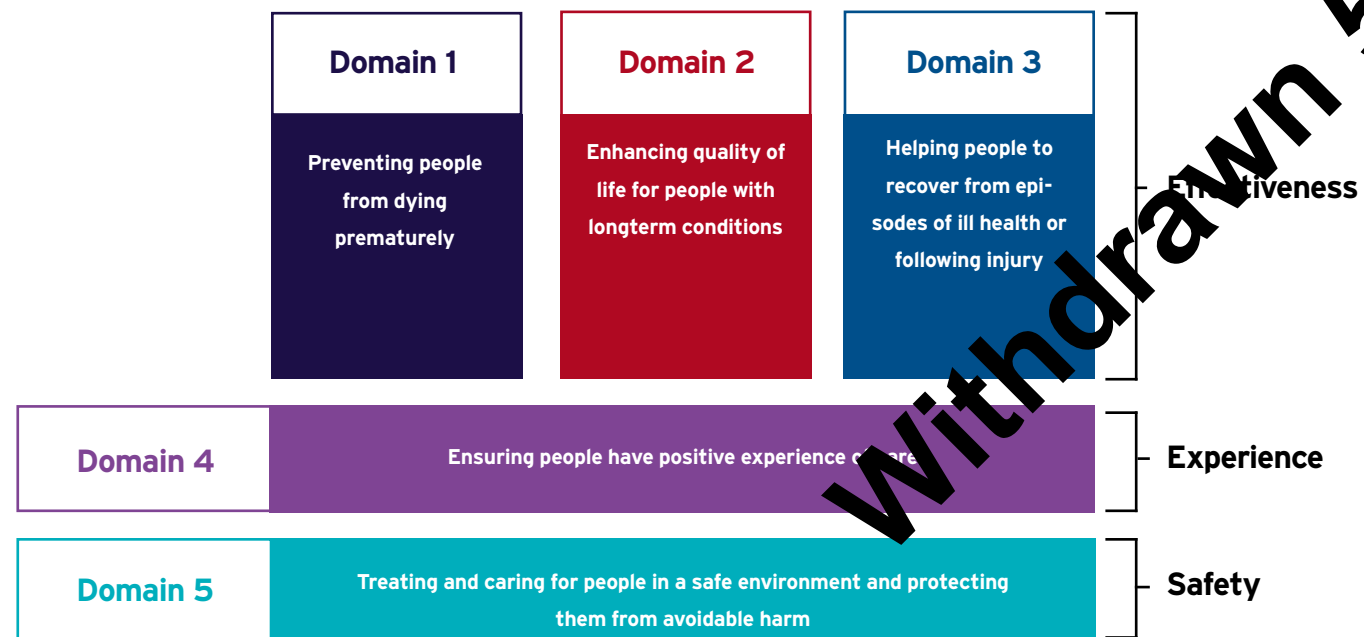 Domain 1
Preventing people
from dying
prematurely
Domain 2
Enhancing quality of
life for people with
longterm conditions
Domain 3
Helping people to
recover from epi-
sodes of ill health or
following injury
Effectiveness
Domain 4
Ensuring people have positive experience of care
Experience
Domain 5
Treating and caring for people in a safe environment and protecting
them from avoidable harm
Safety
Withdrawn